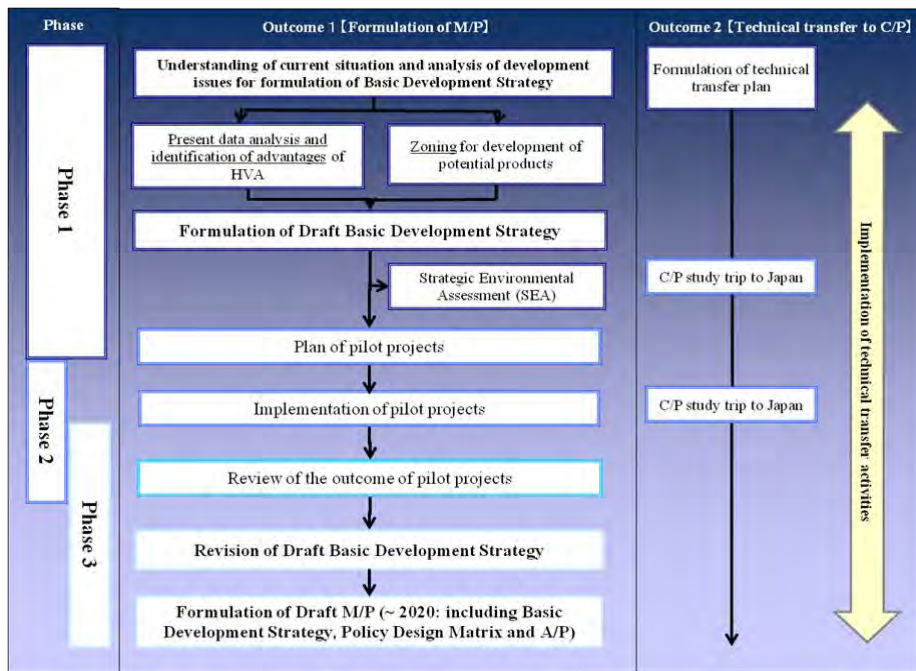 Phase
Outcome 1【Formulation of M/P】
Outcome 2【Technical transfer to C/P】
Understanding of current situation and analysis of development
issues for formulation of Basic Development Strategy
Formulation of technical
transfer plan
Present data analysis and
identification of advantages of
HVA
Zoning for development of
potential products
Phase 1
Formulation of Draft Basic Development Strategy
Strategic Environmental
Assessment (SEA)
C/P study trip to Japan
Implementation of technical transfer activities
Plan of pilot projects
Phase 2
Implementation of pilot projects
C/P study trip to Japan
Review of the outcome of pilot projects
Phase 3
Revision of Draft Basic Development Strategy
Formulation of Draft M/P (~ 2020: including Basic
Development Strategy, Policy Design Matrix and A/P)